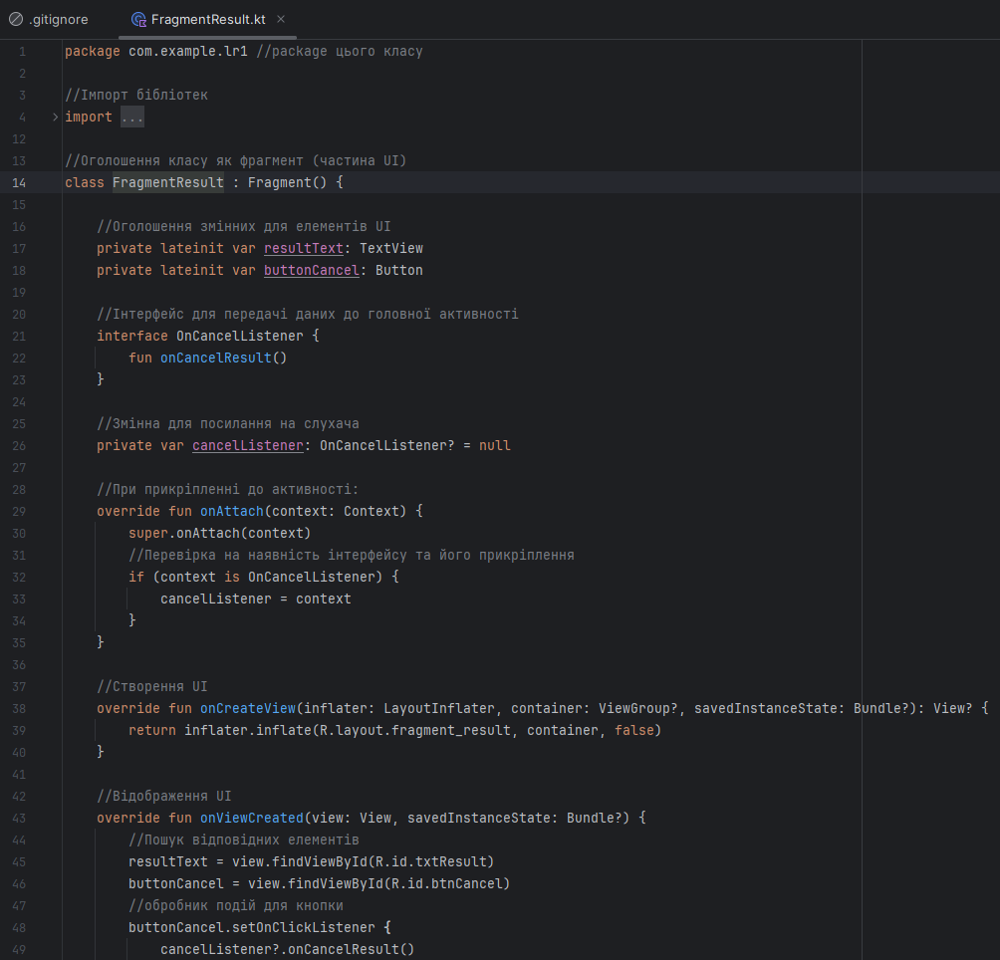 .gitignore
FragmentResult.kt
1 package com.example.lr1 //package цього класу
2
3 //Імпорт бібліотек
4 import ...
12
13 //Оголошення класу як фрагмент (частина UI)
14 class FragmentResult : Fragment() {
15
16 //Оголошення змінних для елементів UI
17 private lateinit var resultText: TextView
18 private lateinit var buttonCancel: Button
19
20 //Інтерфейс для передачі даних до головної активності
21 interface OnCancelListener {
22 fun onCancelResult()
23 }
24
25 //Змінна для посилання на слухача
26 private var cancelListener: OnCancelListener? = null
27
28 //При прикріпленні до активності:
29 override fun onAttach(context: Context) {
30 super.onAttach(context)
31 //Перевірка на наявність інтерфейсу та його прикріплення
32 if (context is OnCancelListener) {
33 cancelListener = context
34 }
35 }
36
37 //Створення UI
38 override fun onCreateView(inflater: LayoutInflater, container: ViewGroup?, savedInstanceState: Bundle?): View? {
39 return inflater.inflate(R.layout.fragment_result, container, false)
40 }
41
42 //Відображення UI
43 override fun onViewCreated(view: View, savedInstanceState: Bundle?) {
44 //Пошук відповідних елементів
45 resultText = view.findViewById(R.id.txtResult)
46 buttonCancel = view.findViewById(R.id.btnCancel)
47 //обробник подій для кнопки
48 buttonCancel.setOnClickListener {
49 cancelListener?.onCancelResult()